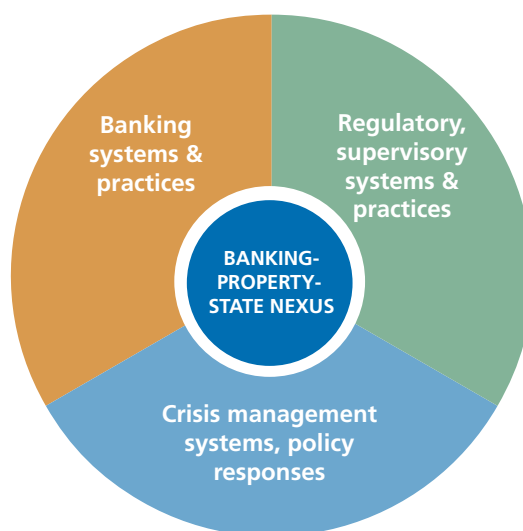 Banking
systems &
practices
Regulatory,
supervisory
systems &
practices
BANKING-
PROPERTY-
STATE NEXUS
Crisis management
systems, policy
responses